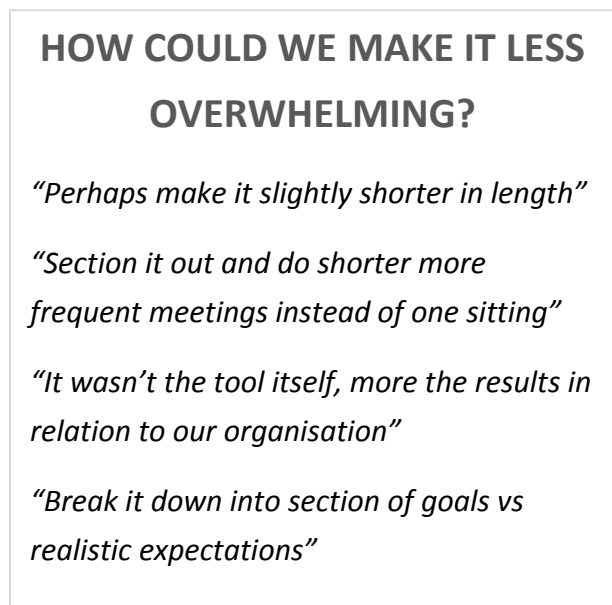 HOW COULD WE MAKE IT LESS
OVERWHELMING?
“Perhaps make it slightly shorter in length”
“Section it out and do shorter more
frequent meetings instead of one sitting”
“It wasn’t the tool itself, more the results in
relation to our organisation”
“Break it down into section of goals vs
realistic expectations”